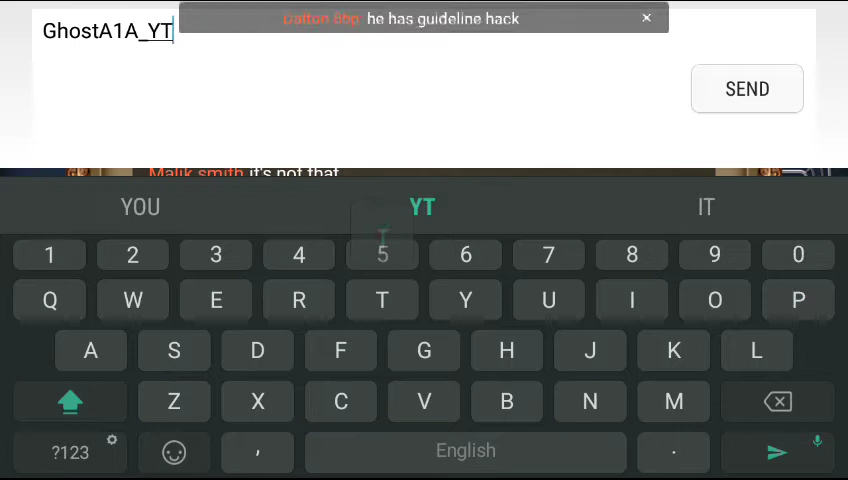 Dafton Bbp he has guideline hack ×
GhostA1A_YT
SEND
Malik smith it's not that
YOU YT IT
1 2 3 4 5 6 7 8 9 0
Q W E R T Y U I O P
A S D F G H J K L
Z X C V B N M
?123 , English .